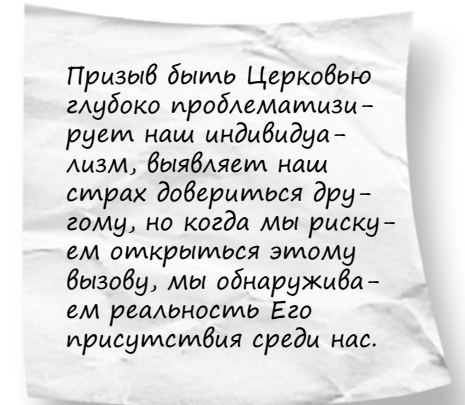 Призыв быть Церковью
глубоко проблематизи-
рует наш индивидуа-
лизм, выявляет наш
страх довериться дру-
гому, но когда мы риску-
ем открыться этому
вызову, мы обнаружива-
ем реальность Его
присутствия среди нас.